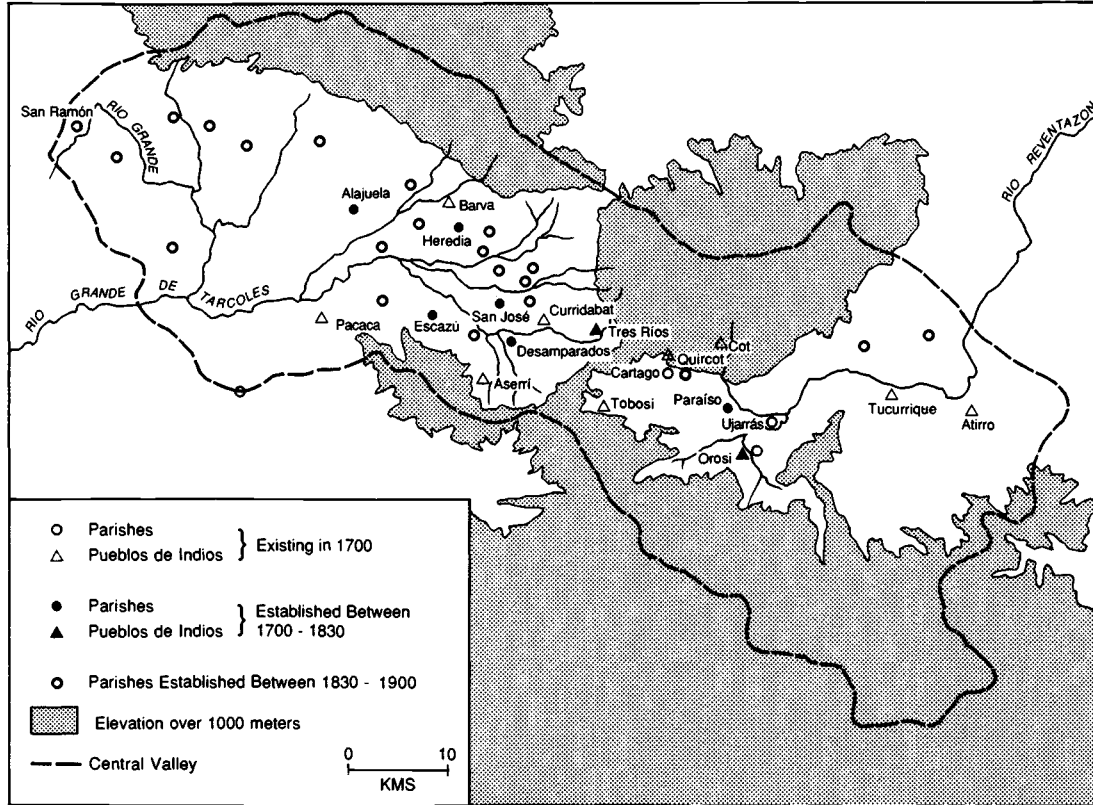 San Ramón
RIO GRANDE
Alajuela
Barva
Heredia
RIO REVENTAZON
RIO GRANDE DE TARCOLES
Pacaca
Escazú
San José
Curridabat
Tres Ríos
Desamparados
Aserrí
Cot
Quircot
Cartago
Tobosi
Paraíso
Ujarrás
Orosi
Tucurrique
Atirro
Parishes
Pueblos de Indios
} Existing in 1700
Parishes
Pueblos de Indios
} Established Between
1700 - 1830
Parishes Established Between 1830 - 1900
Elevation over 1000 meters
Central Valley
0 10
KMS